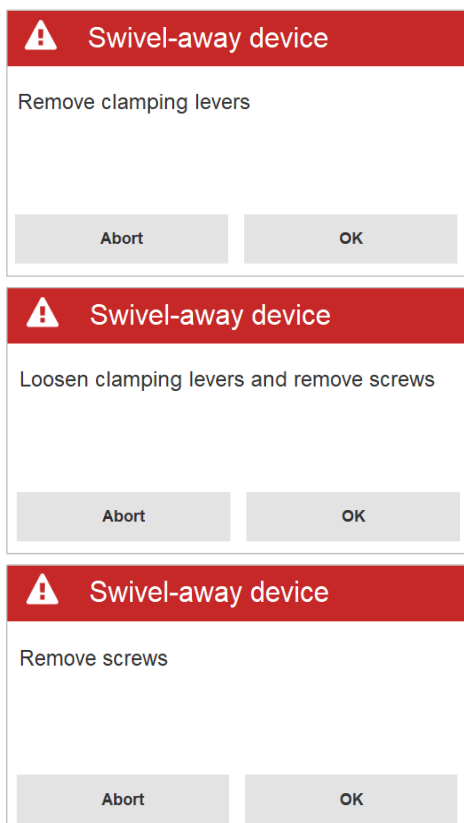 Swivel-away device
Remove clamping levers
Abort OK
Swivel-away device
Loosen clamping levers and remove screws
Abort OK
Swivel-away device
Remove screws
Abort OK